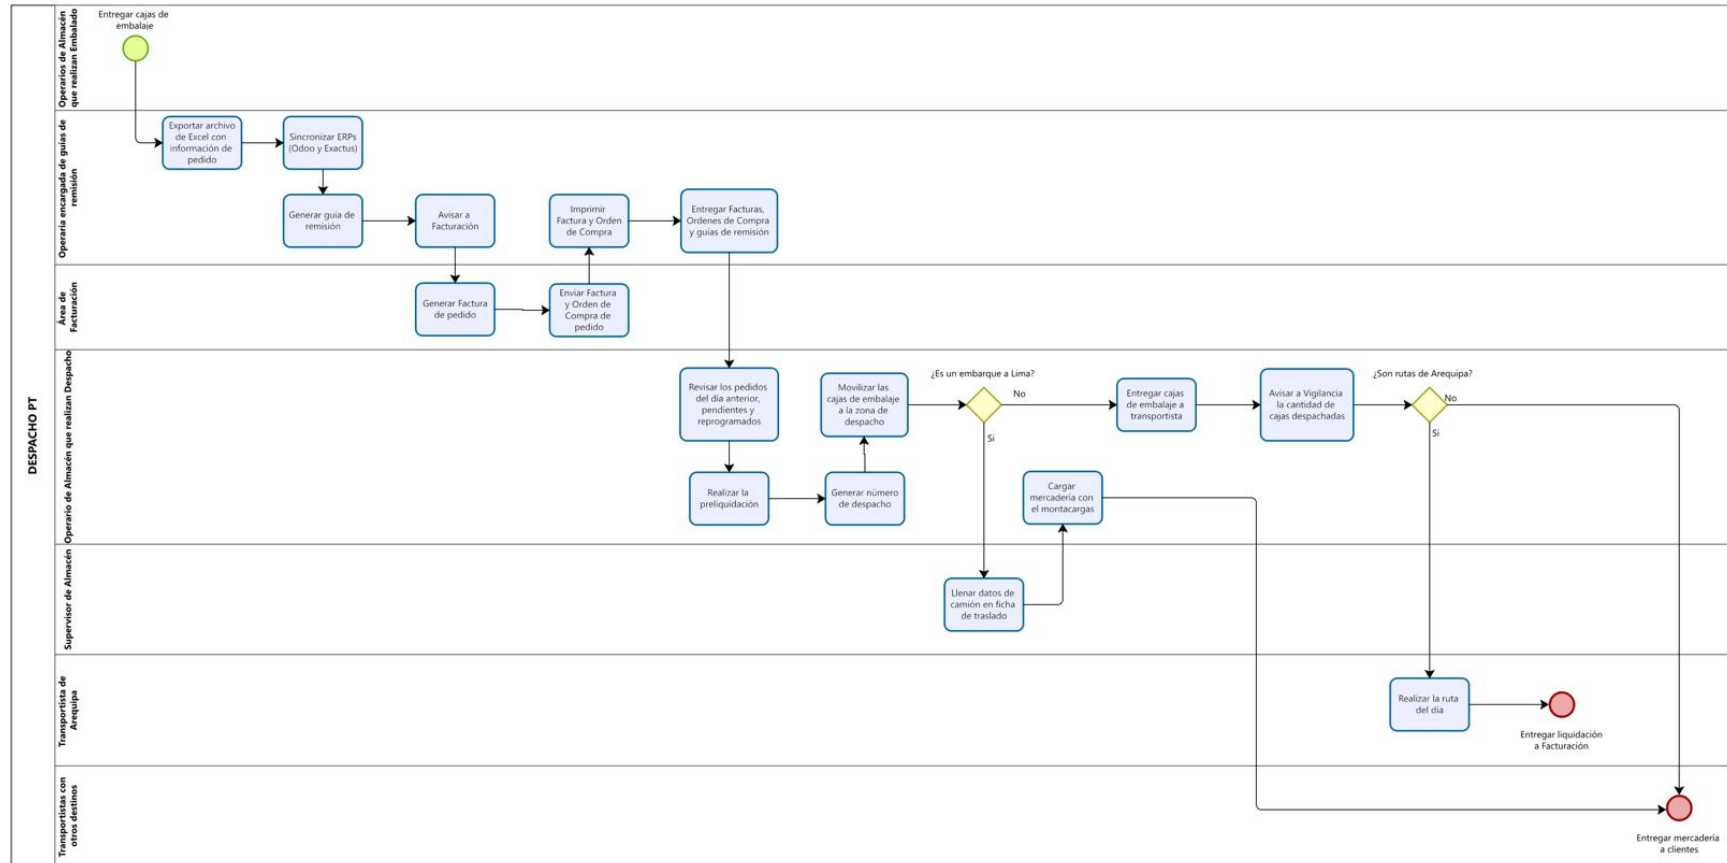 DESPACHO PT
Operarios de Almacén
que realizan Embalado
Entregar cajas de
embalaje
Operaria encargada de guías de
remisión
Exportar archivo
de Excel con
información de
pedido
Sincronizar ERPs
(Odoo y Exactus)
Generar guía de
remisión
Avisar a
Facturación
Imprimir
Factura y Orden
de Compra
Entregar Facturas,
Ordenes de Compra
y guías de remisión
Área de
Facturación
Generar Factura
de pedido
Enviar Factura
y Orden de
Compra de
pedido
Operario de Almacén que realizan Despacho
Revisar los pedidos
del día anterior,
pendientes y
reprogramados
Realizar la
preliquidación
Generar número
de despacho
Movilizar las
cajas de embalaje
a la zona de
despacho
¿Es un embarque a Lima?
No
Si
Cargar
mercadería con
el montacargas
Entregar cajas
de embalaje a
transportista
Avisar a Vigilancia
la cantidad de
cajas despachadas
¿Son rutas de Arequipa?
No
Si
Supervisor de Almacén
Llenar datos de
camión en ficha
de traslado
Transportista de
Arequipa
Realizar la ruta
del día
Entregar liquidación
a Facturación
Transportistas con
otros destinos
Entregar mercadería
a clientes